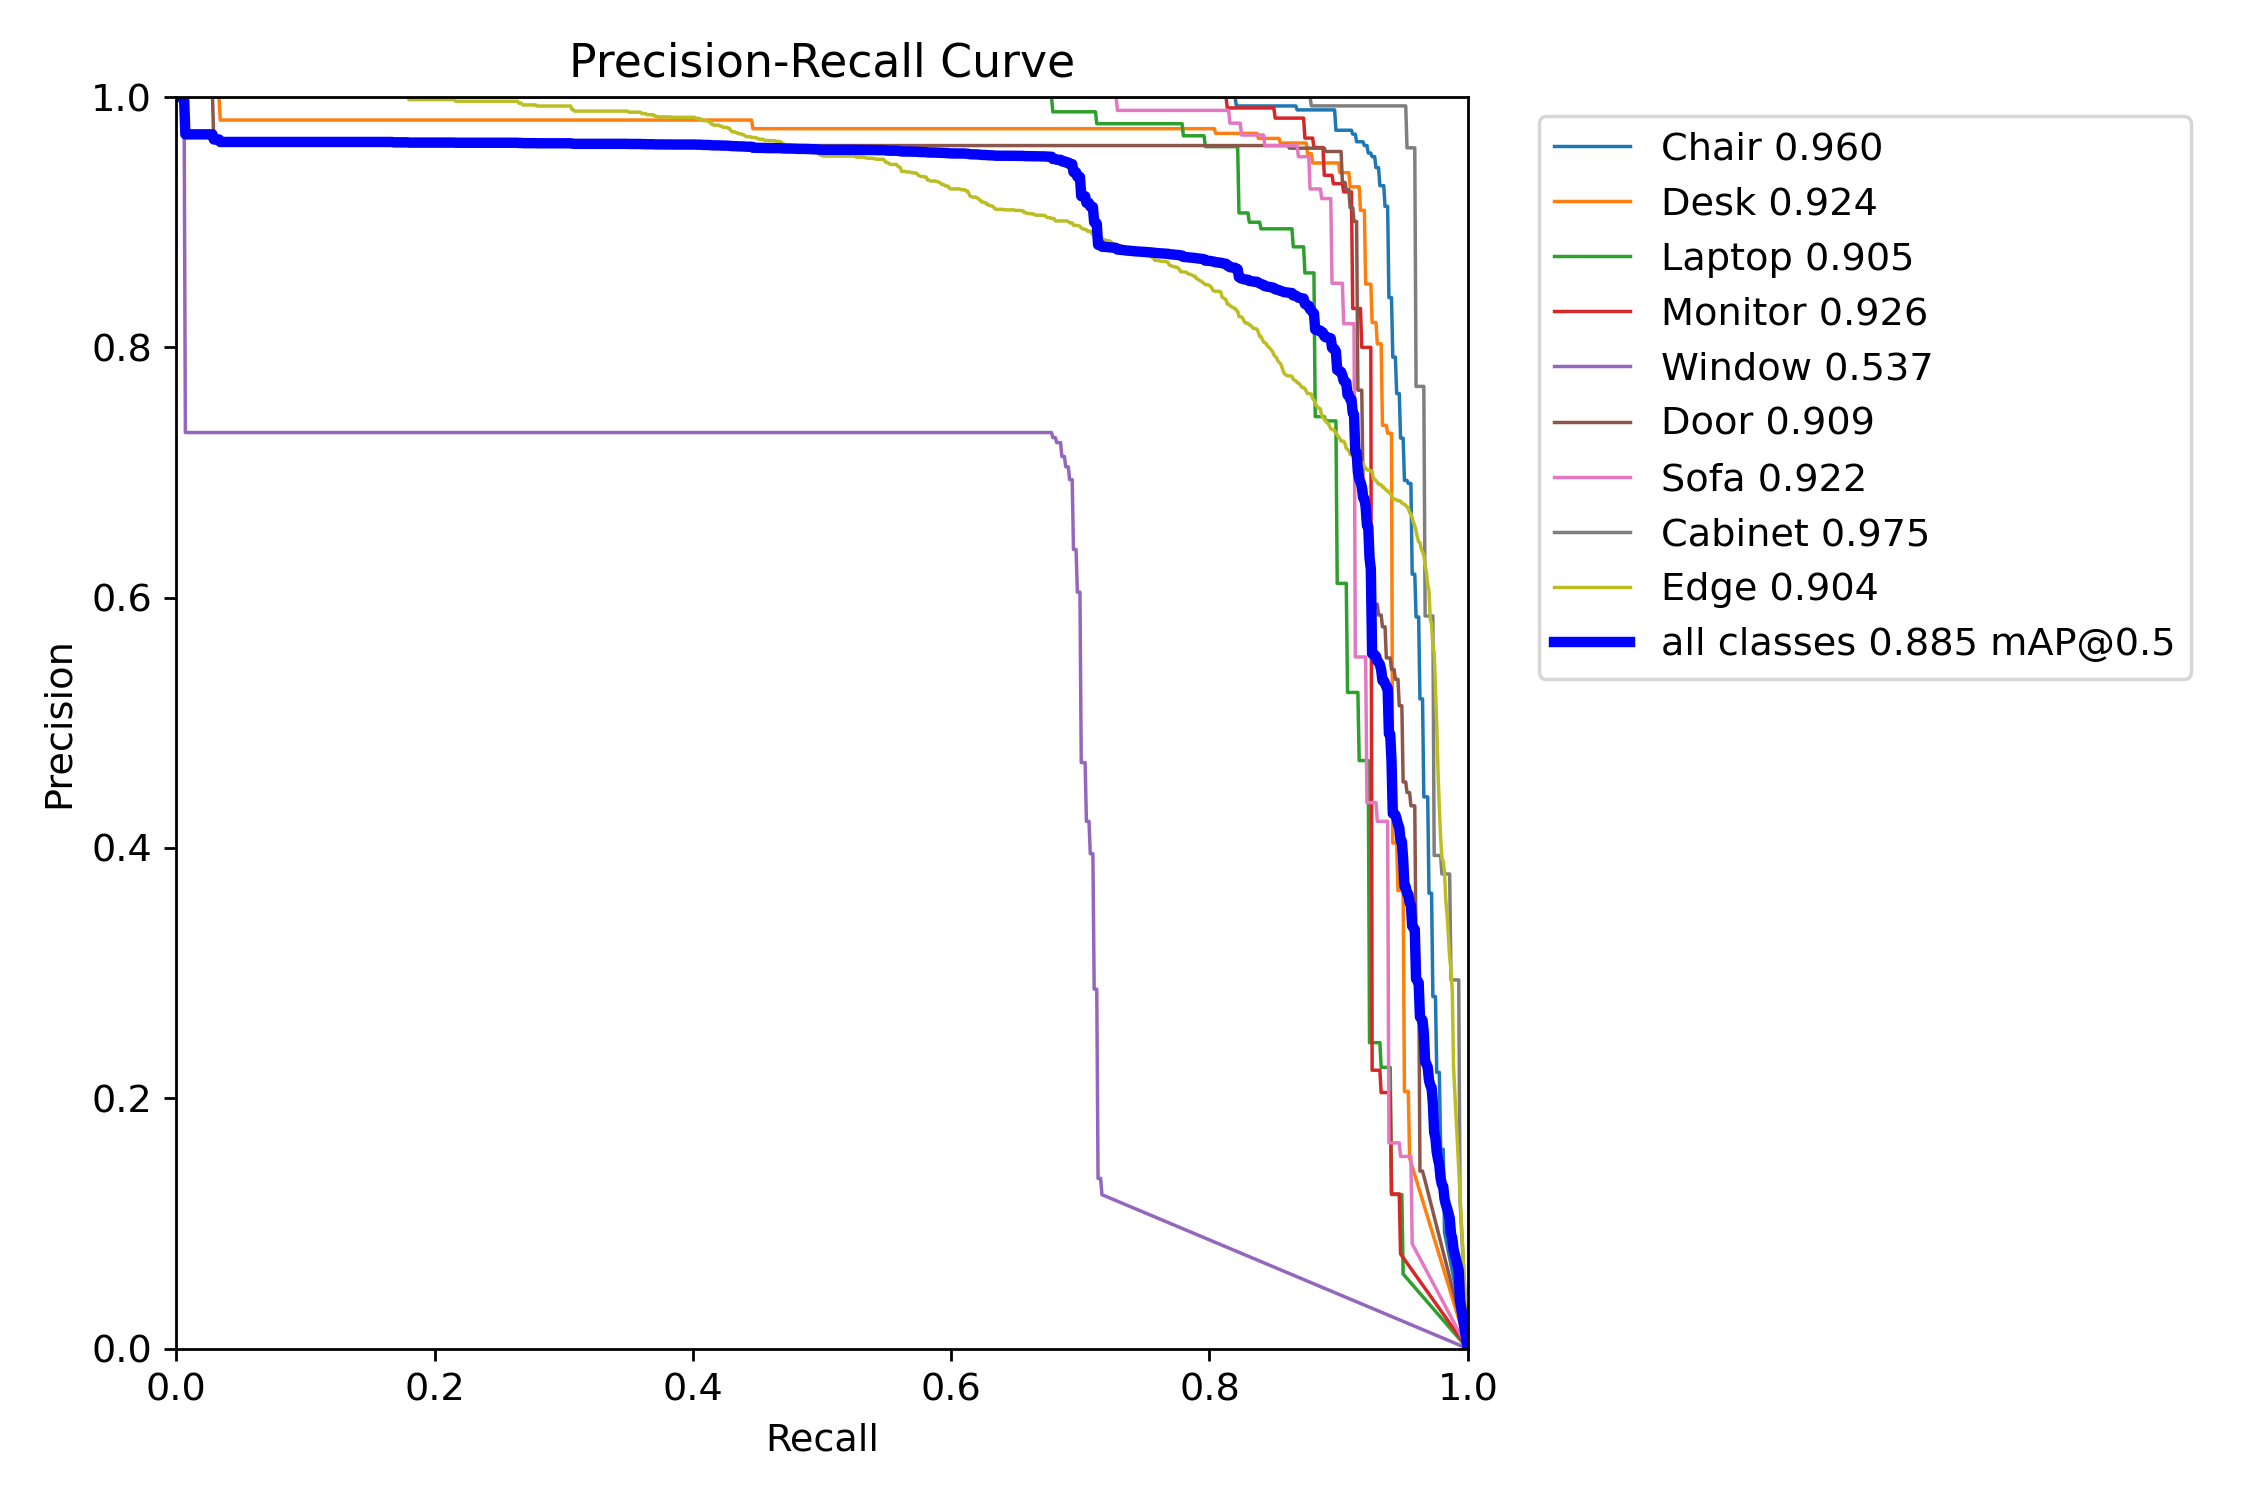 Precision-Recall Curve
1.0
0.8
0.6
0.4
0.2
0.0
Precision
0.0 0.2 0.4 0.6 0.8 1.0
Recall
Chair 0.960
Desk 0.924
Laptop 0.905
Monitor 0.926
Window 0.537
Door 0.909
Sofa 0.922
Cabinet 0.975
Edge 0.904
all classes 0.885 mAP@0.5